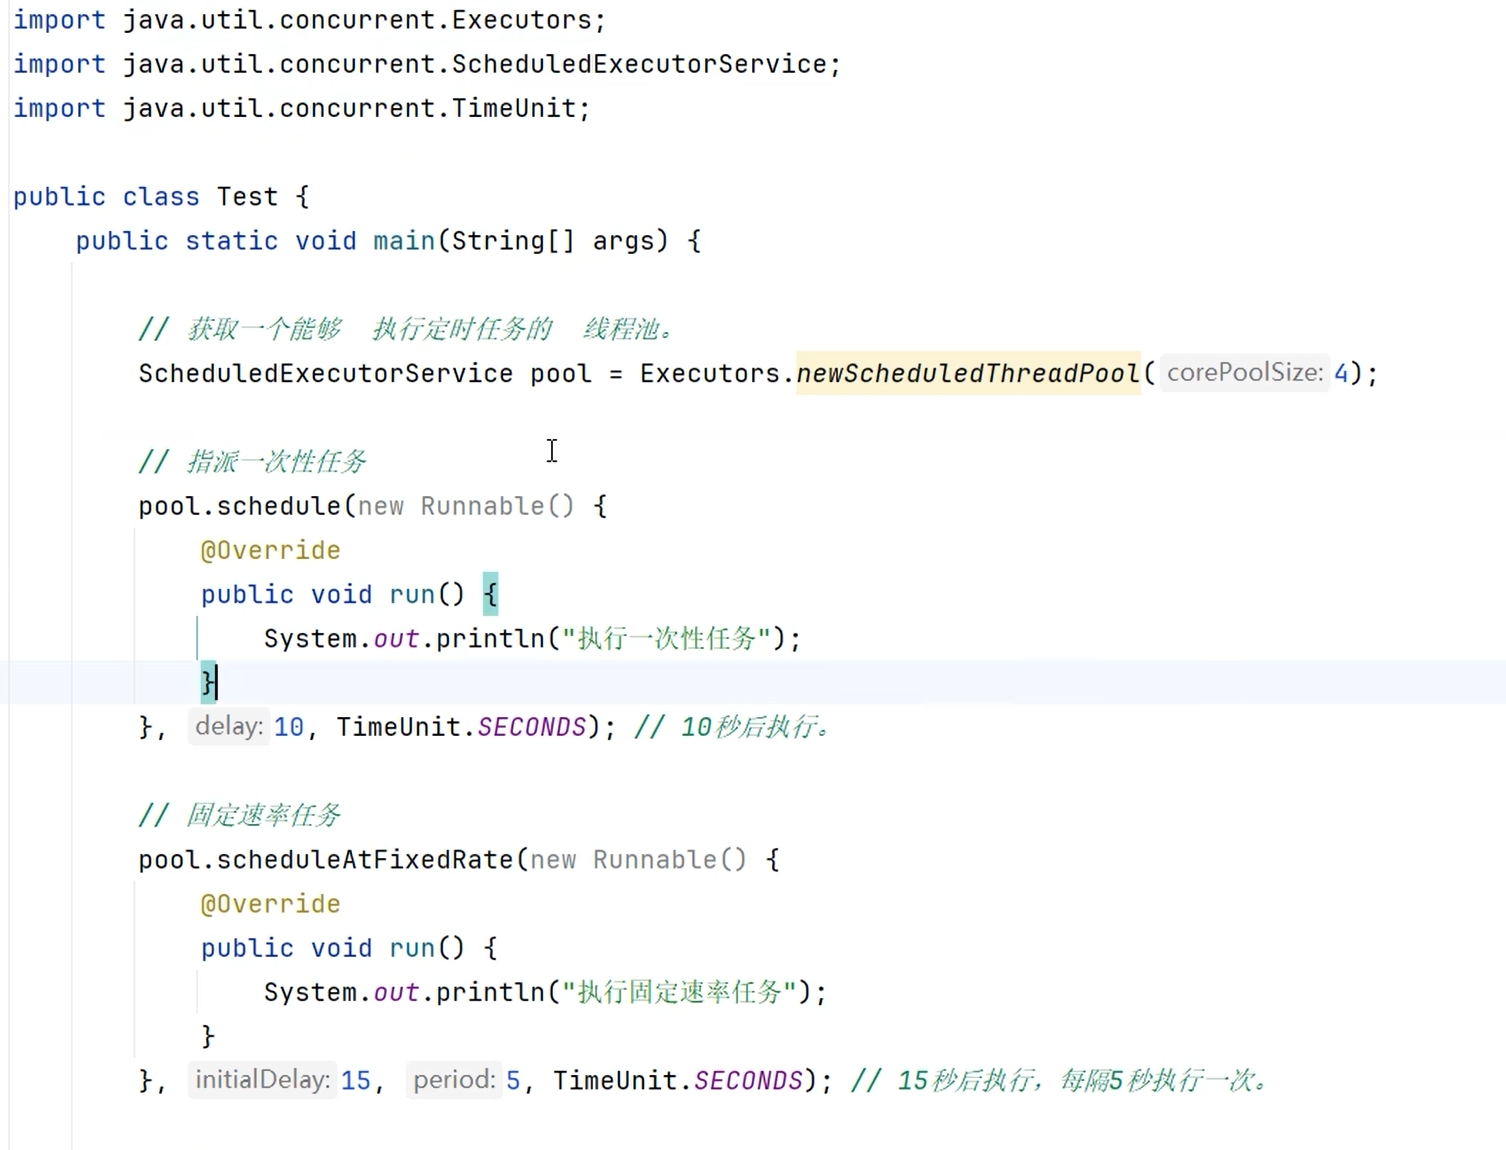 import java.util.concurrent.Executors;
import java.util.concurrent.ScheduledExecutorService;
import java.util.concurrent.TimeUnit;
public class Test {
public static void main(String[] args) {
// 获取一个能够 执行定时任务的 线程池。
ScheduledExecutorService pool = Executors.newScheduledThreadPool( corePoolSize: 4);
// 指派一次性任务
pool.schedule(new Runnable() {
@Override
public void run() {
System.out.println("执行一次性任务");
}
}, delay: 10, TimeUnit.SECONDS); // 10秒后执行。
// 固定速率任务
pool.scheduleAtFixedRate(new Runnable() {
@Override
public void run() {
System.out.println("执行固定速率任务");
}
}, initialDelay: 15, period: 5, TimeUnit.SECONDS); // 15秒后执行，每隔5秒执行一次。